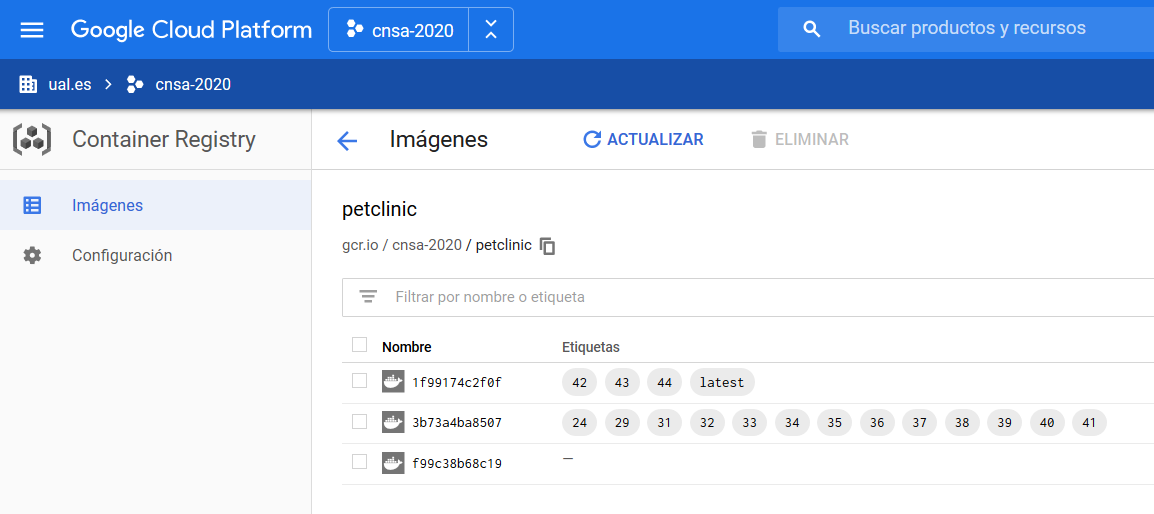 Google Cloud Platform cnsa-2020 Buscar productos y recursos
ual.es cnsa-2020
Container Registry Imágenes ACTUALIZAR ELIMINAR
Imágenes
Configuración
petclinic
gcr.io / cnsa-2020 / petclinic
Filtrar por nombre o etiqueta
Nombre Etiquetas
1f99174c2f0f 42 43 44 latest
3b73a4ba8507 24 29 31 32 33 34 35 36 37 38 39 40 41
f99c38b68c19 —